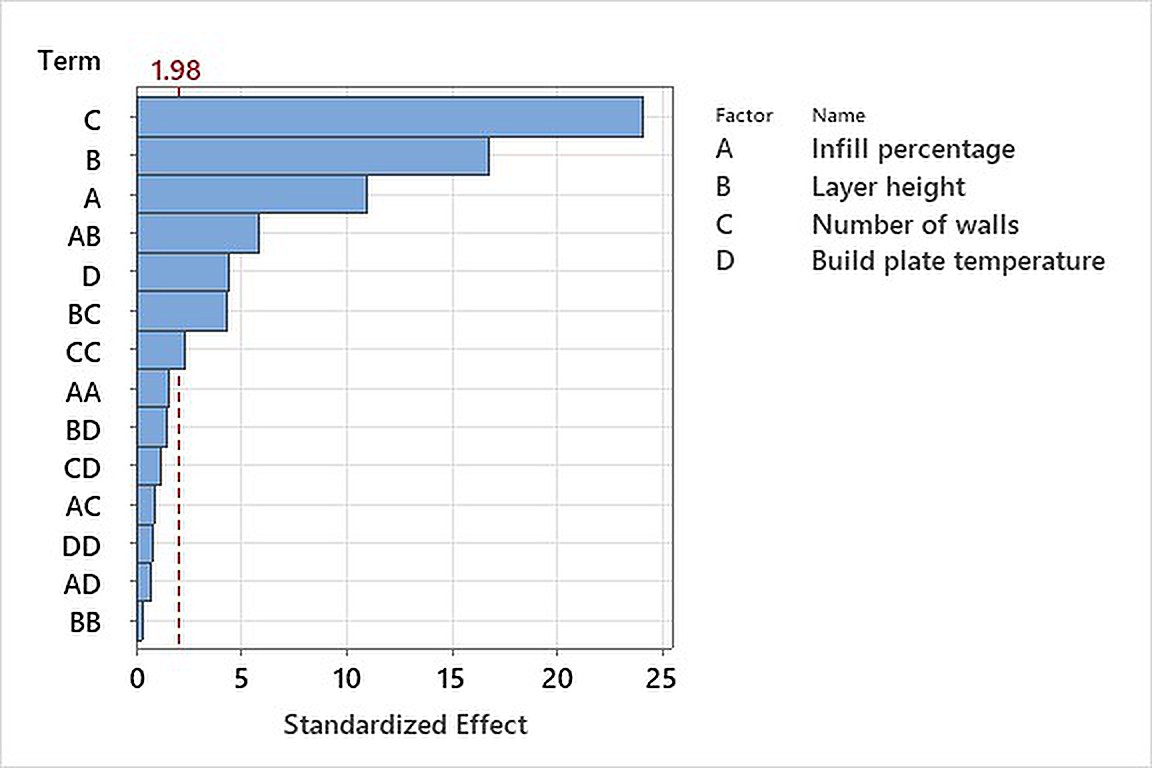 Term
1.98
C
B
A
AB
D
BC
CC
AA
BD
CD
AC
DD
AD
BB
0 5 10 15 20 25
Standardized Effect
Factor Name
A Infill percentage
B Layer height
C Number of walls
D Build plate temperature